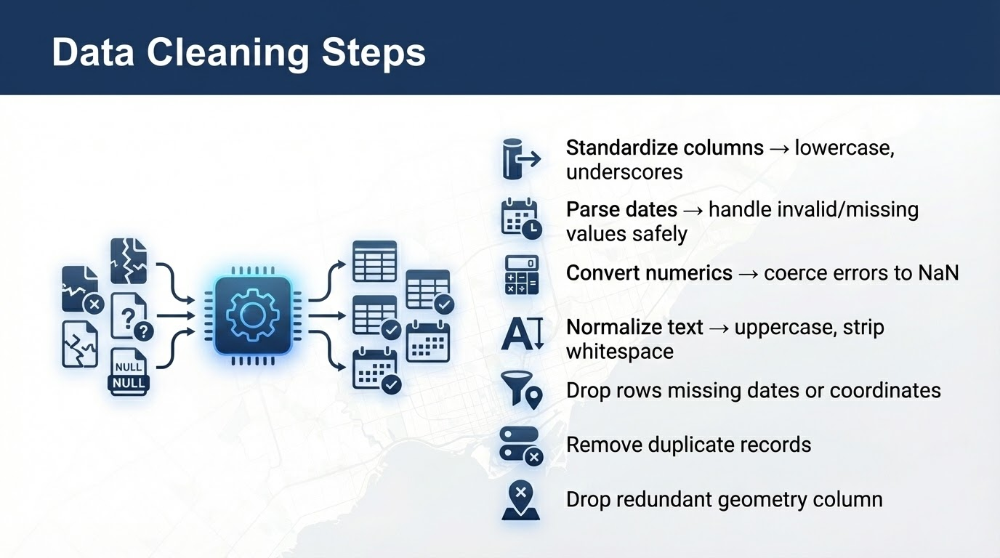 Data Cleaning Steps
NULL
NULL
Standardize columns → lowercase,
underscores
Parse dates → handle invalid/missing
values safely
Convert numerics → coerce errors to NaN
Normalize text → uppercase, strip
whitespace
Drop rows missing dates or coordinates
Remove duplicate records
Drop redundant geometry column